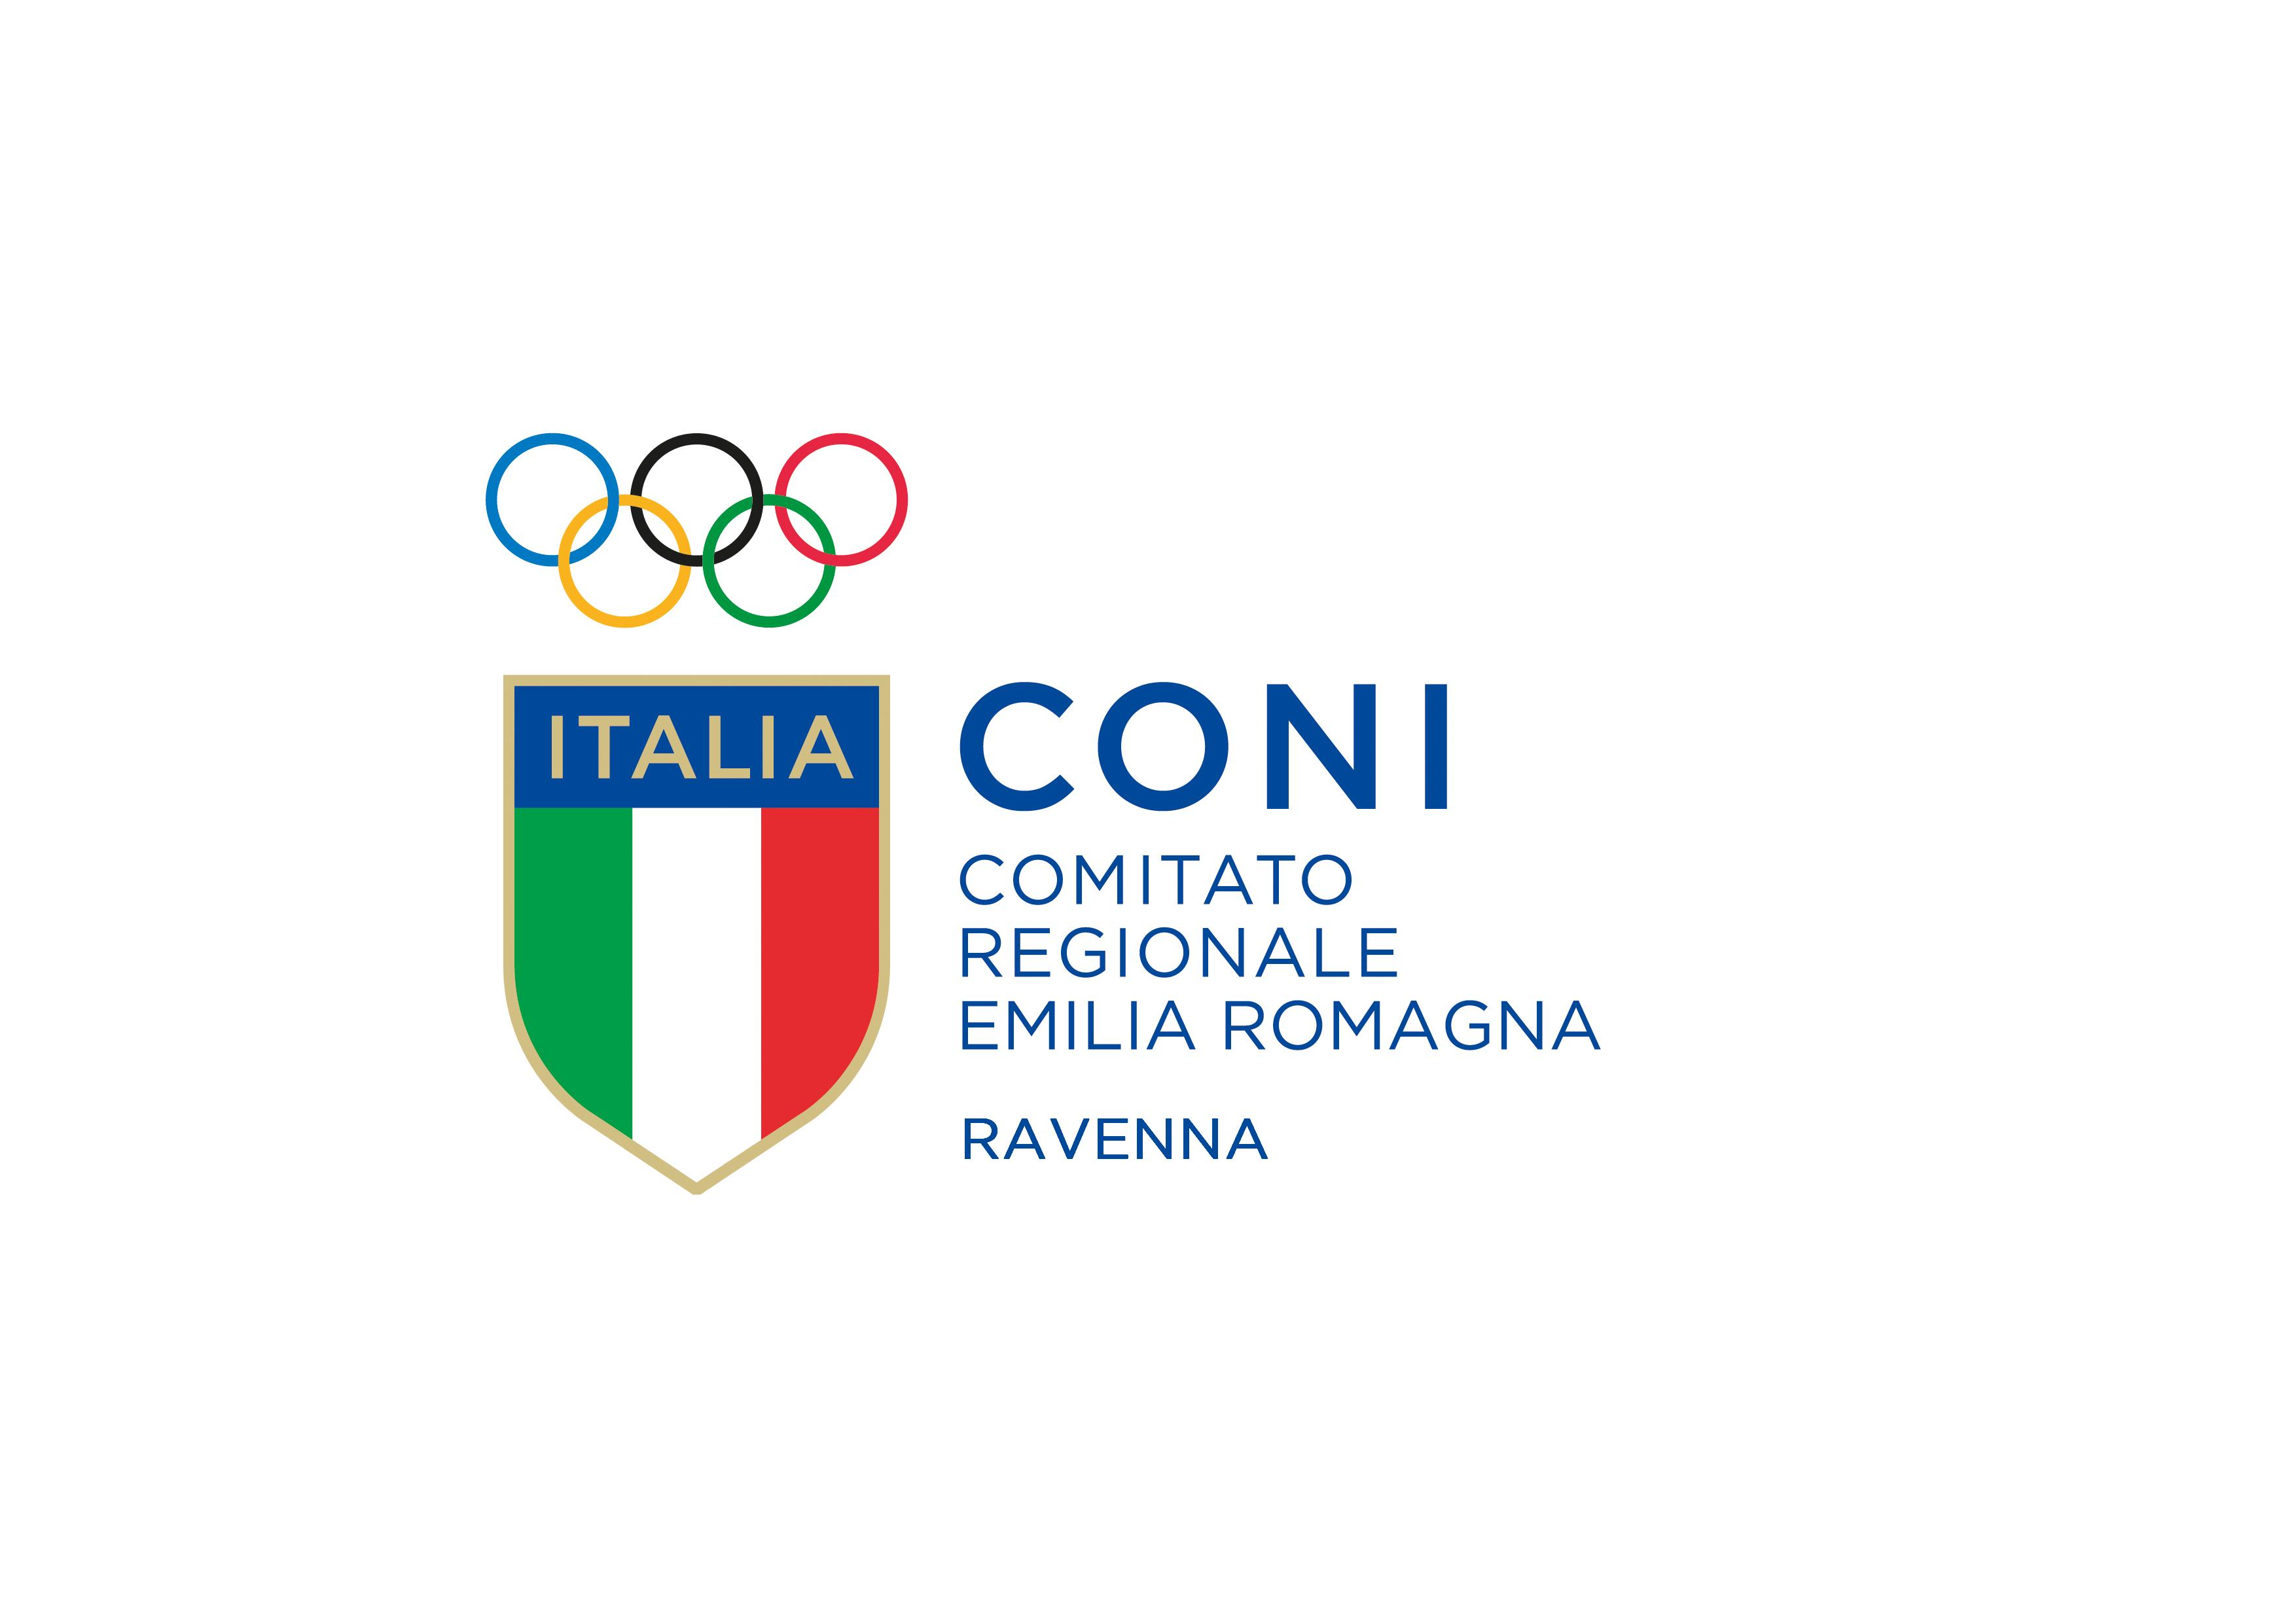 ITALIA
CONI
COMITATO
REGIONALE
EMILIA ROMAGNA
RAVENNA